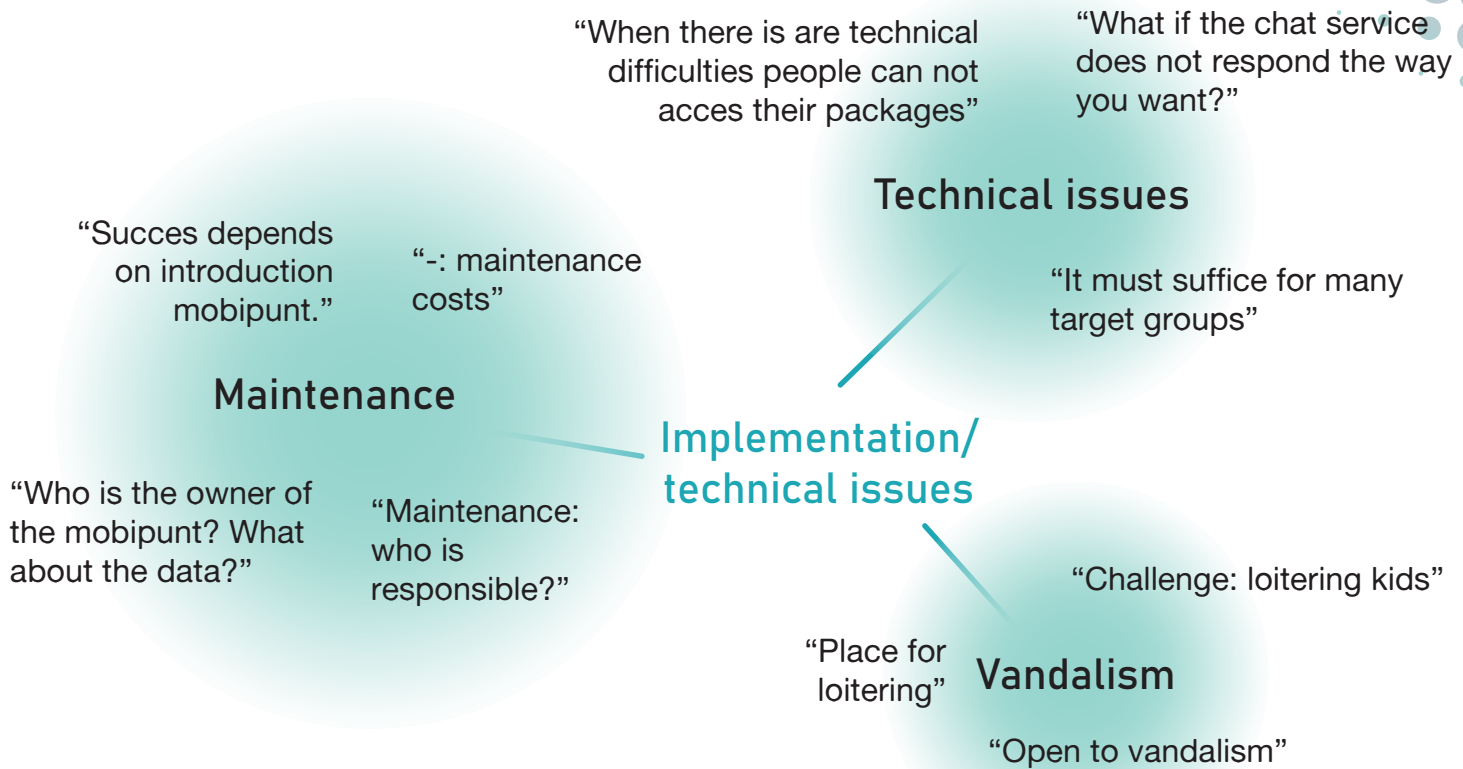 “When there is are technical
difficulties people can not
acces their packages”
“What if the chat service
does not respond the way
you want?”
Technical issues
“It must suffice for many
target groups”
“Succes depends
on introduction
mobipunt.”
“-: maintenance
costs”
Maintenance
“Who is the owner of
the mobipunt? What
about the data?”
“Maintenance:
who is
responsible?”
Implementation/
technical issues
“Challenge: loitering kids”
“Place for
loitering”
Vandalism
“Open to vandalism”